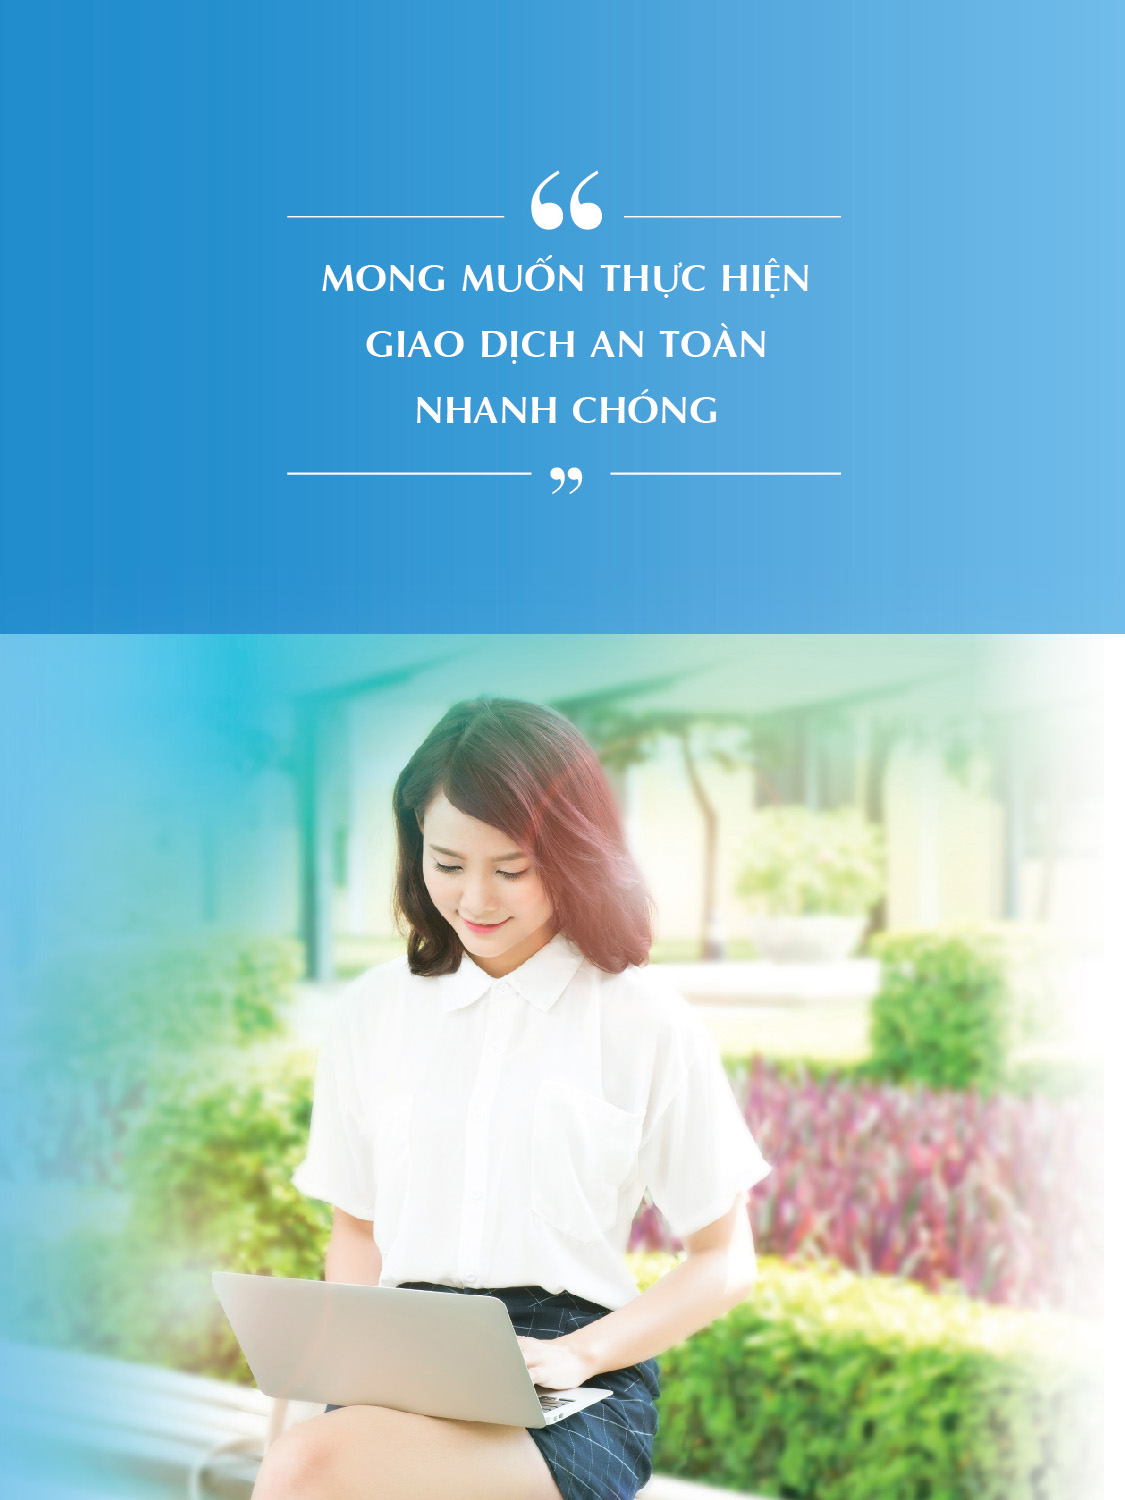 “
MONG MUỐN THỰC HIỆN
GIAO DỊCH AN TOÀN
NHANH CHÓNG
”